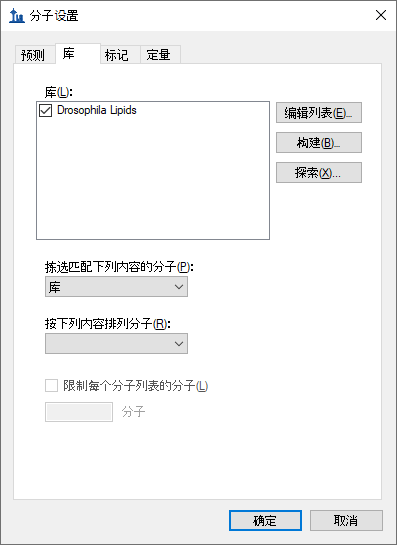 分子设置
预测 库 标记 定量
库(L):
Drosophila Lipids
编辑列表(E)...
构建(B)...
探索(X)...
拣选匹配下列内容的分子(P):
库
按下列内容排列分子(R):
限制每个分子列表的分子(L)
分子
确定 取消